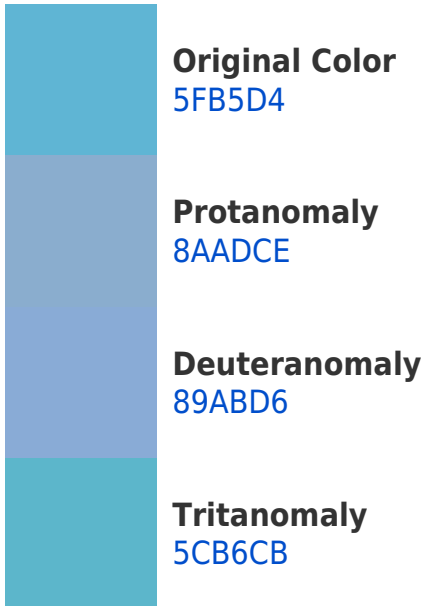 Original Color
5FB5D4
Protanomaly
8AADCE
Deuteranomaly
89ABD6
Tritanomaly
5CB6CB